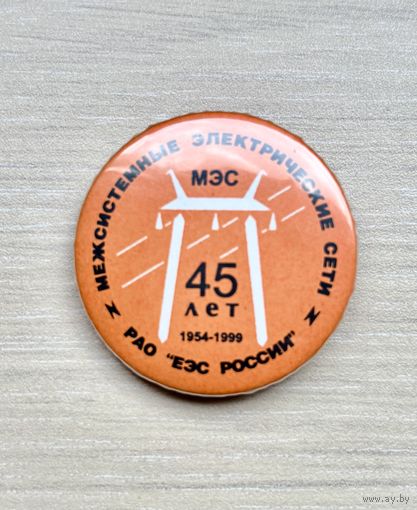 МЕЖСИСТЕМНЫЕ ЭЛЕКТРИЧЕСКИЕ СЕТИ
МЭС
45
лет
1954-1999
РАО "ЕЭС РОССИИ"
www.ay.by